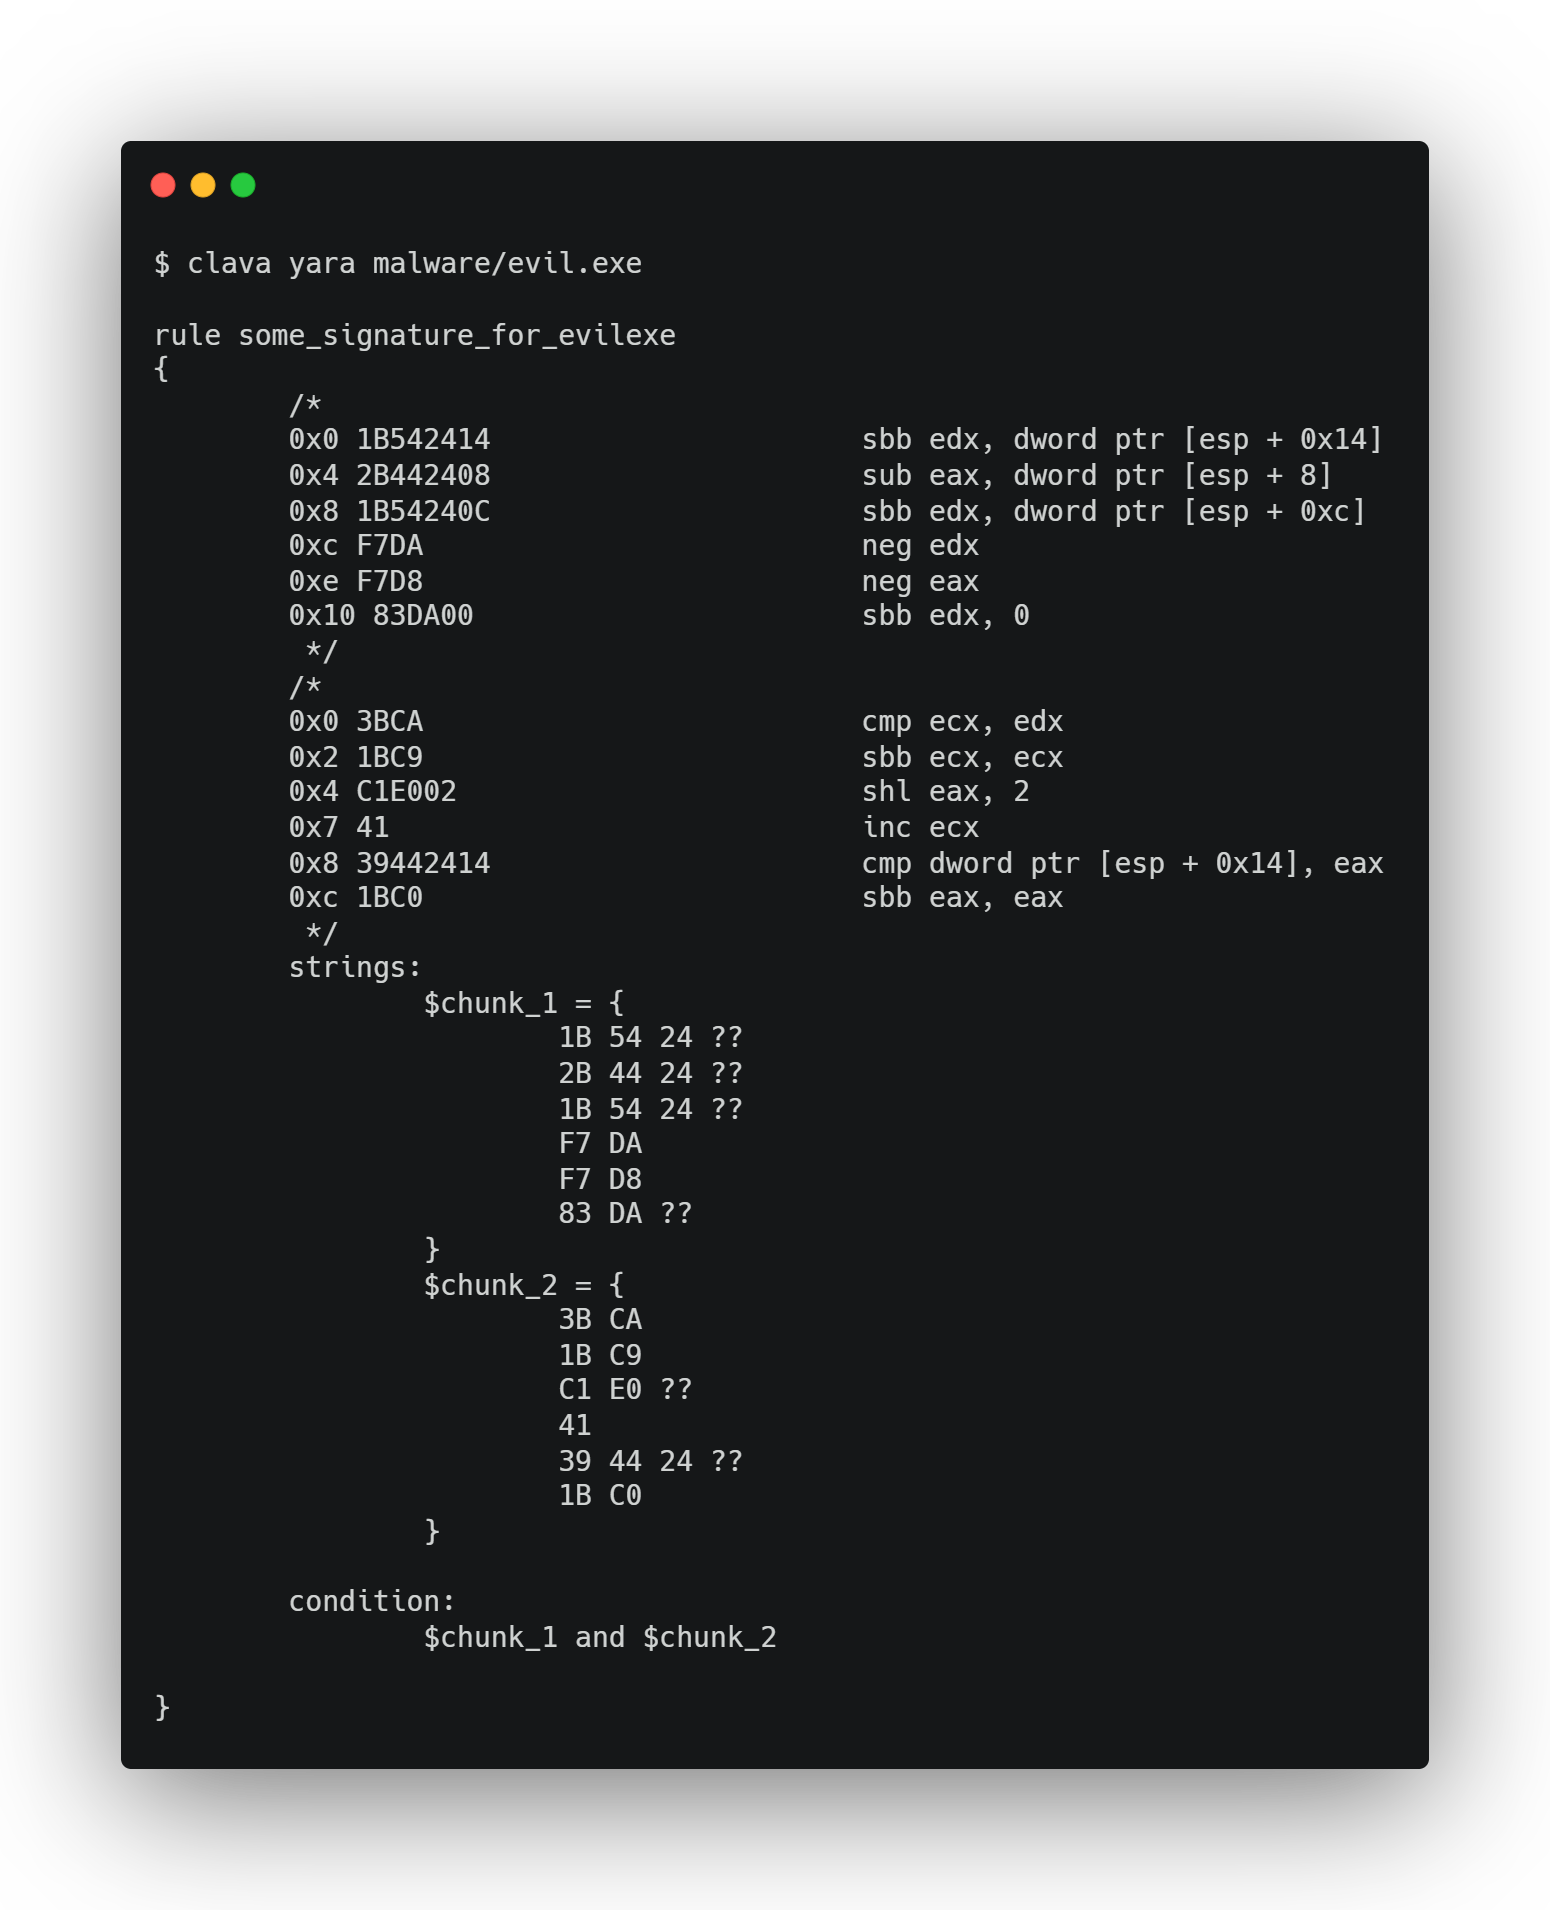 $ clava yara malware/evil.exe
rule some_signature_for_evilexe
{
/*
0x0 1B542414 sbb edx, dword ptr [esp + 0x14]
0x4 2B442408 sub eax, dword ptr [esp + 8]
0x8 1B54240C sbb edx, dword ptr [esp + 0xc]
0xc F7DA neg edx
0xe F7D8 neg eax
0x10 83DA00 sbb edx, 0
*/
/*
0x0 3BCA cmp ecx, edx
0x2 1BC9 sbb ecx, ecx
0x4 C1E002 shl eax, 2
0x7 41 inc ecx
0x8 39442414 cmp dword ptr [esp + 0x14], eax
0xc 1BC0 sbb eax, eax
*/
strings:
$chunk_1 = {
1B 54 24 ??
2B 44 24 ??
1B 54 24 ??
F7 DA
F7 D8
83 DA ??
}
$chunk_2 = {
3B CA
1B C9
C1 E0 ??
41
39 44 24 ??
1B C0
}
condition:
$chunk_1 and $chunk_2
}